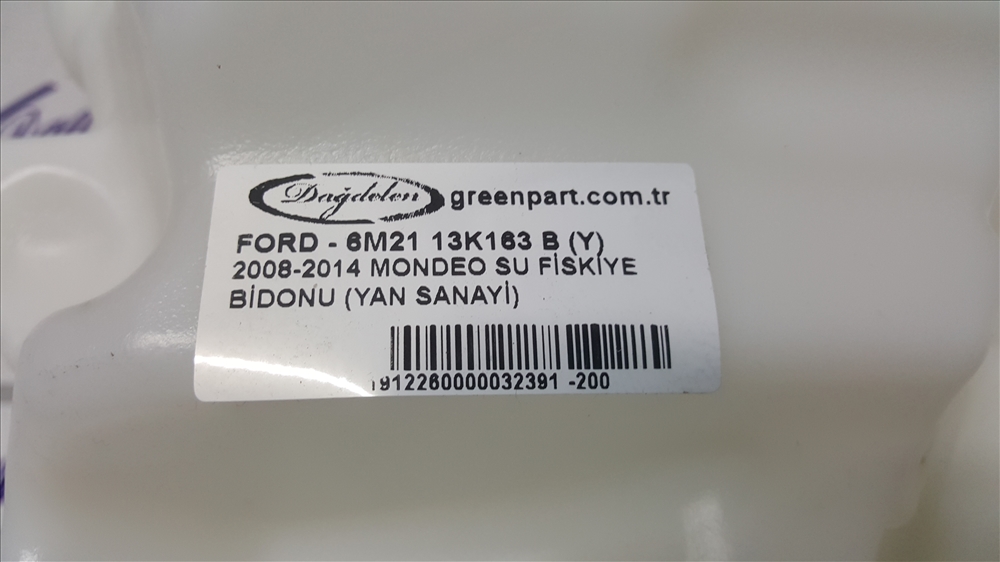 Dağdelen
greenpart.com.tr
FORD - 6M21 13K163 B (Y)
2008-2014 MONDEO SU FİSKİYE
BİDONU (YAN SANAYİ)
1912260000032391 -200